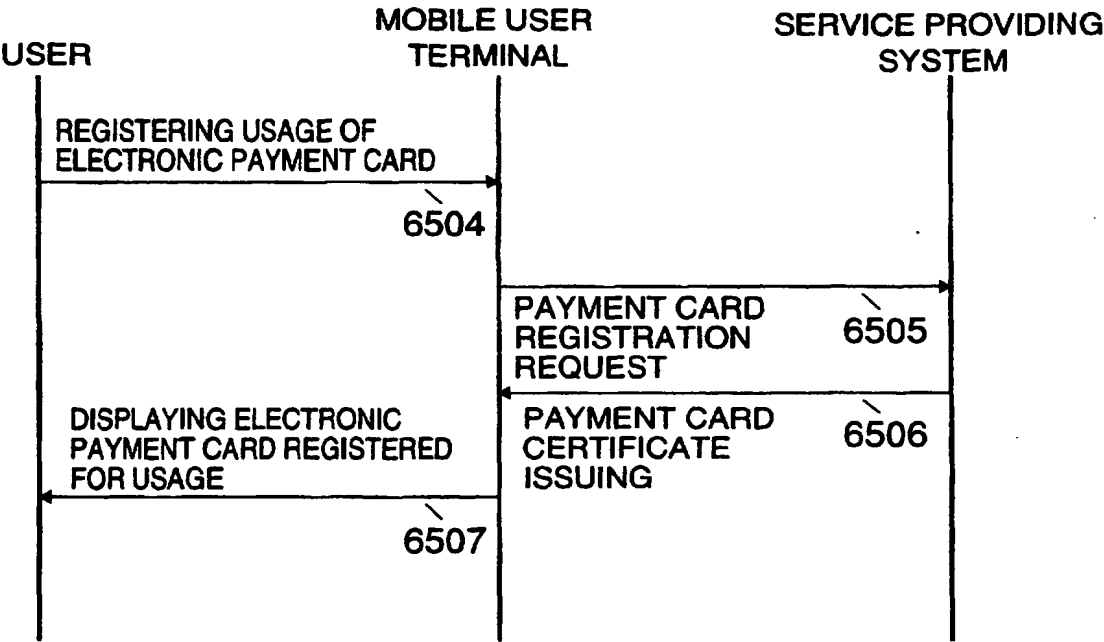 USER
MOBILE USER
TERMINAL
SERVICE PROVIDING
SYSTEM
REGISTERING USAGE OF
ELECTRONIC PAYMENT CARD
6504
PAYMENT CARD
REGISTRATION
REQUEST
6505
PAYMENT CARD
CERTIFICATE
ISSUING
6506
DISPLAYING ELECTRONIC
PAYMENT CARD REGISTERED
FOR USAGE
6507